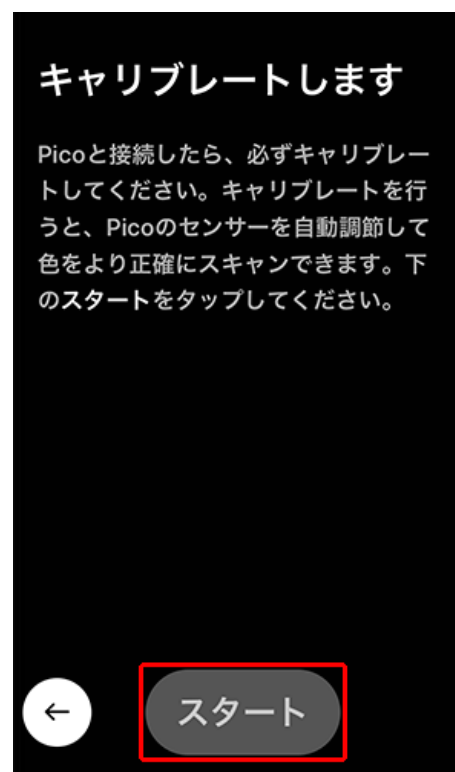 キャリブレートします
Picoと接続したら、必ずキャリブレー
トしてください。キャリブレートを行
うと、Picoのセンサーを自動調節して
色をより正確にスキャンできます。下
のスタートをタップしてください。
←
スタート